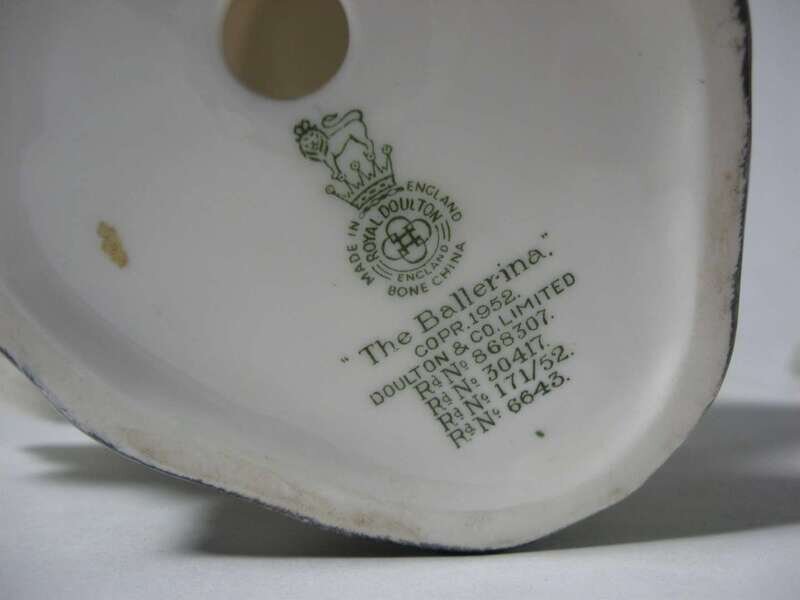 MADE IN ENGLAND
ROYAL DOULTON
ENGLAND
BONE CHINA
"The Ballerina."
COPR. 1952.
DOULTON & CO. LIMITED
Rd No 868307.
Rd No 30417.
Rd No 171/52.
Rd No 6643.